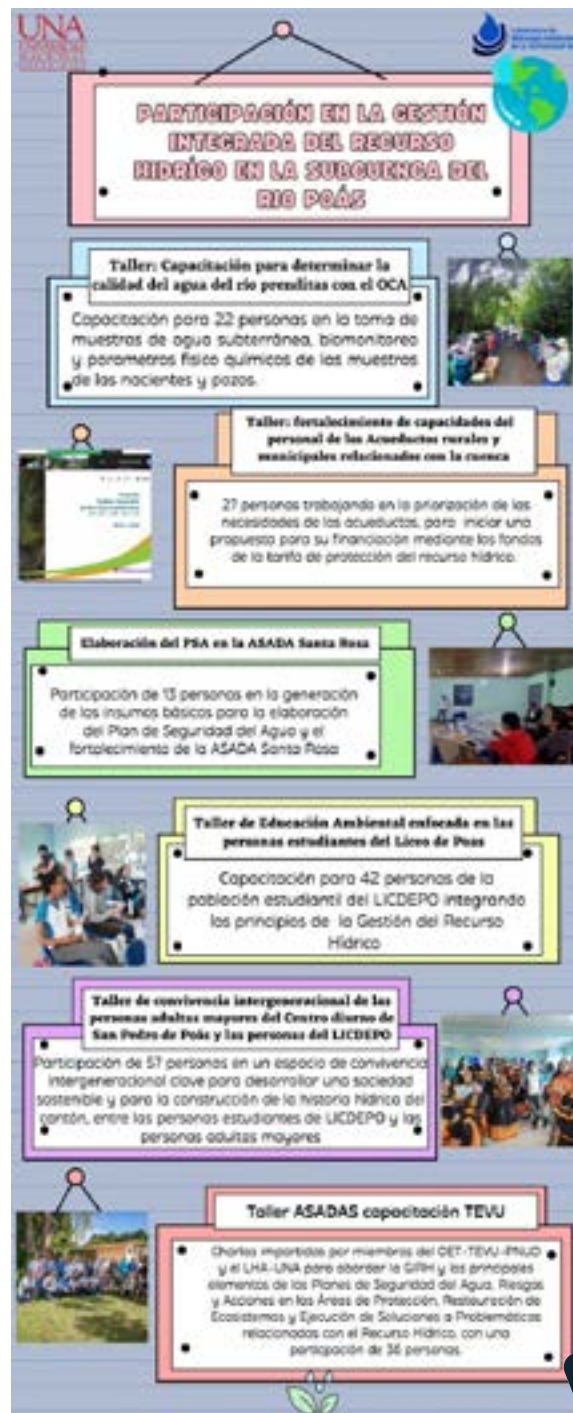 UNA
UNIVERSIDAD
PARTICIPACIÓN EN LA GESTIÓN
INTEGRADA DEL RECURSO
HIDRÍCO EN LA SUBCUENCA DEL
RIO POÁS
Taller: Capacitación para determinar la
calidad del agua del río prenditas con el OCA
Capacitación para 22 personas en la toma de
muestras de agua subterránea, biomonitoreo
y parametros físico químicos de las muestras
de las nacientes y pozos.
Taller: fortalecimiento de capacidades del
personal de los Acueductos rurales y
municipales relacionados con la cuenca
27 personas trabajando en la priorización de las
necesidades de los acueductos, para iniciar una
propuesta para su financiación mediante los fondos
de la tarifa de protección del recurso hídrico.
Elaboración del PSA en la ASADA Santa Rosa
Participación de 13 personas en la generación
de los insumos básicos para la elaboración
del Plan de Seguridad del Agua y el
fortalecimiento de la ASADA Santa Rosa
Taller de Educación Ambiental enfocada en las
personas estudiantes del Liceo de Poas
Capacitación para 42 personas de la
población estudiantil del LICDEPO integrando
los principios de la Gestión del Recurso
Hídrico
Taller de convivencia intergeneracional de las
personas adultas mayores del Centro diurno de
San Pedro de Poás y las personas del LICDEPO
Participación de 57 personas en un espacio de convivencia
intergeneracional clave para desarrollar una sociedad
sostenible y para la construcción de la historia hídrica del
cantón, entre las personas estudiantes de LICDEPO y las
personas adultas mayores
Taller ASADAS capacitación TEVU
Charlas impartidas por miembros del OET-TEVU-PNUD
y el LHA-UNA para abordar la GIRH y los principales
elementos de los Planes de Seguridad del Agua, Riesgos
y Acciones en las Áreas de Protección, Restauración de
Ecosistemas y Ejecución de Soluciones a Problemáticas
relacionados con el Recurso Hídrico, con una
participación de 36 personas.